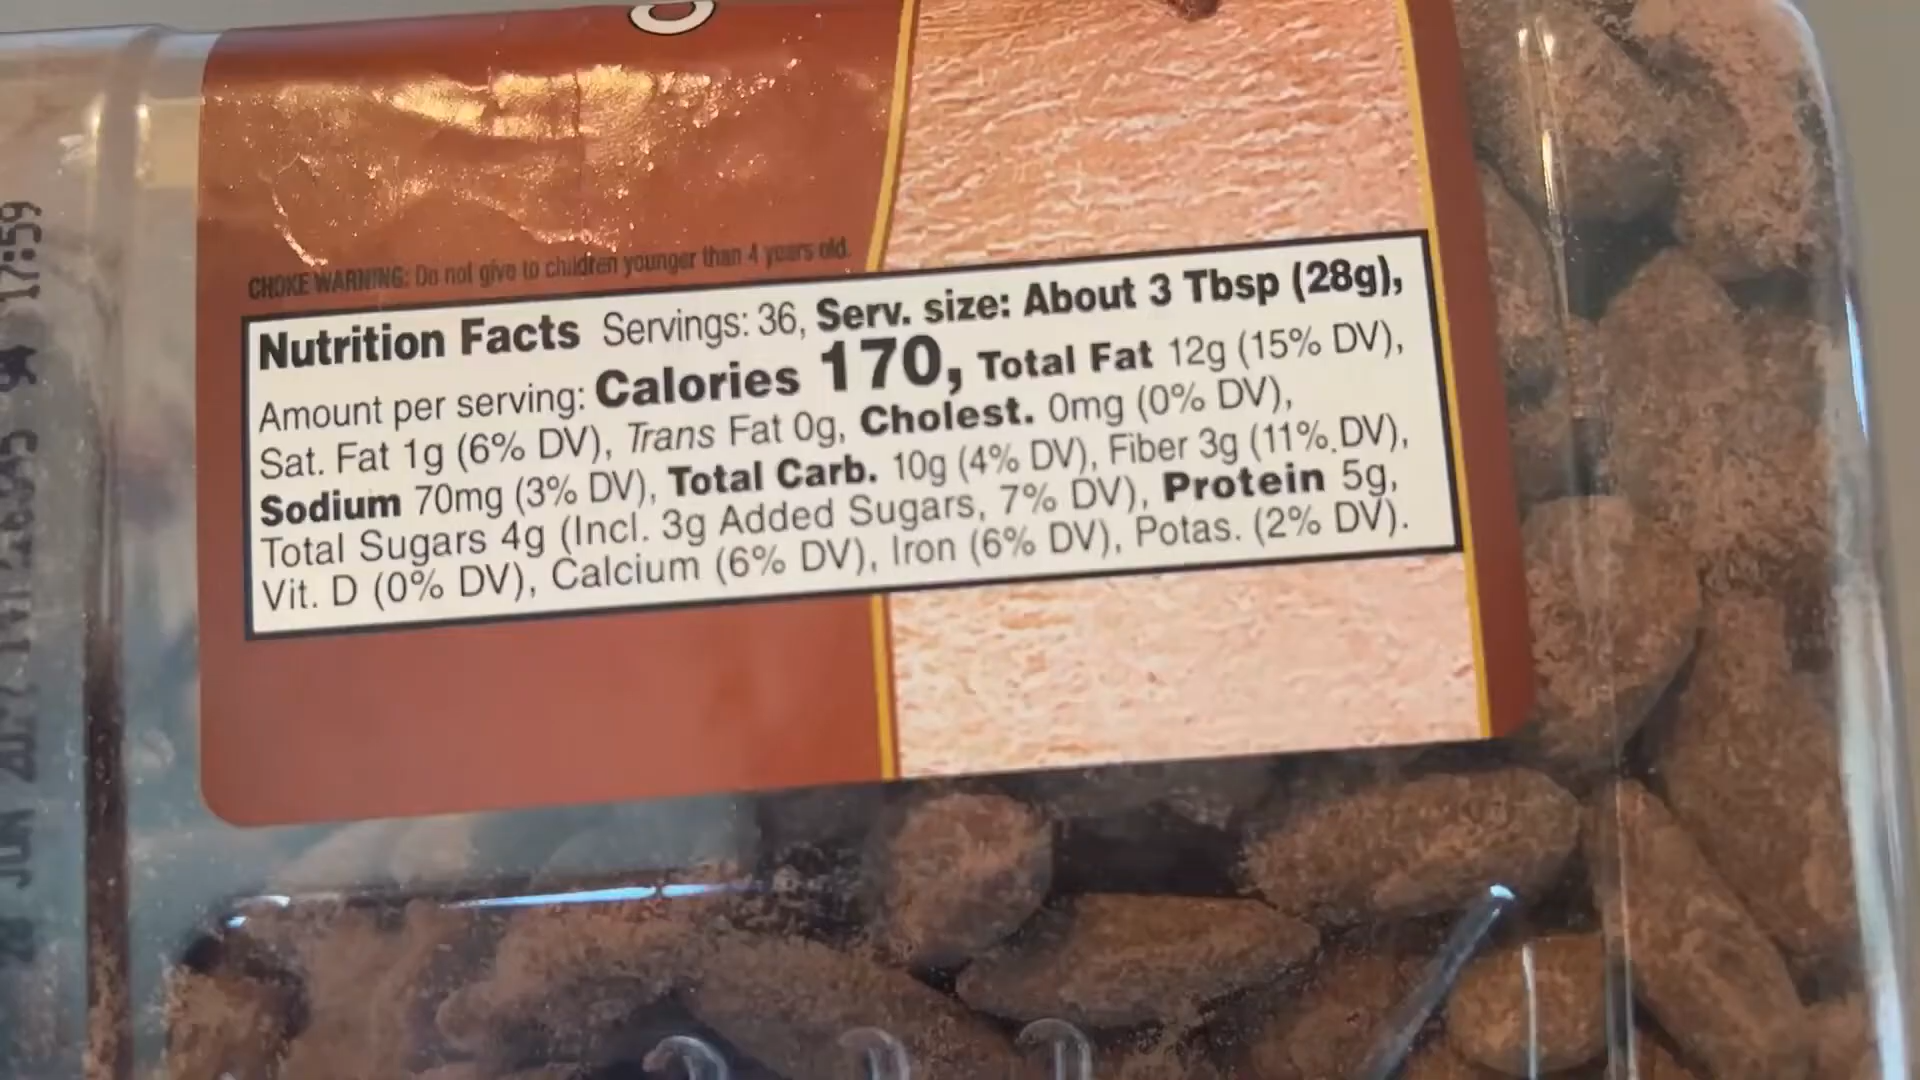 CHOKE WARNING: Do not give to children younger than 4 years old.
Nutrition Facts Servings: 36, Serv. size: About 3 Tbsp (28g),
Amount per serving: Calories 170, Total Fat 12g (15% DV),
Sat. Fat 1g (6% DV), Trans Fat 0g, Cholest. 0mg (0% DV),
Sodium 70mg (3% DV), Total Carb. 10g (4% DV), Fiber 3g (11% DV),
Total Sugars 4g (Incl. 3g Added Sugars, 7% DV), Protein 5g,
Vit. D (0% DV), Calcium (6% DV), Iron (6% DV), Potas. (2% DV).
17:59